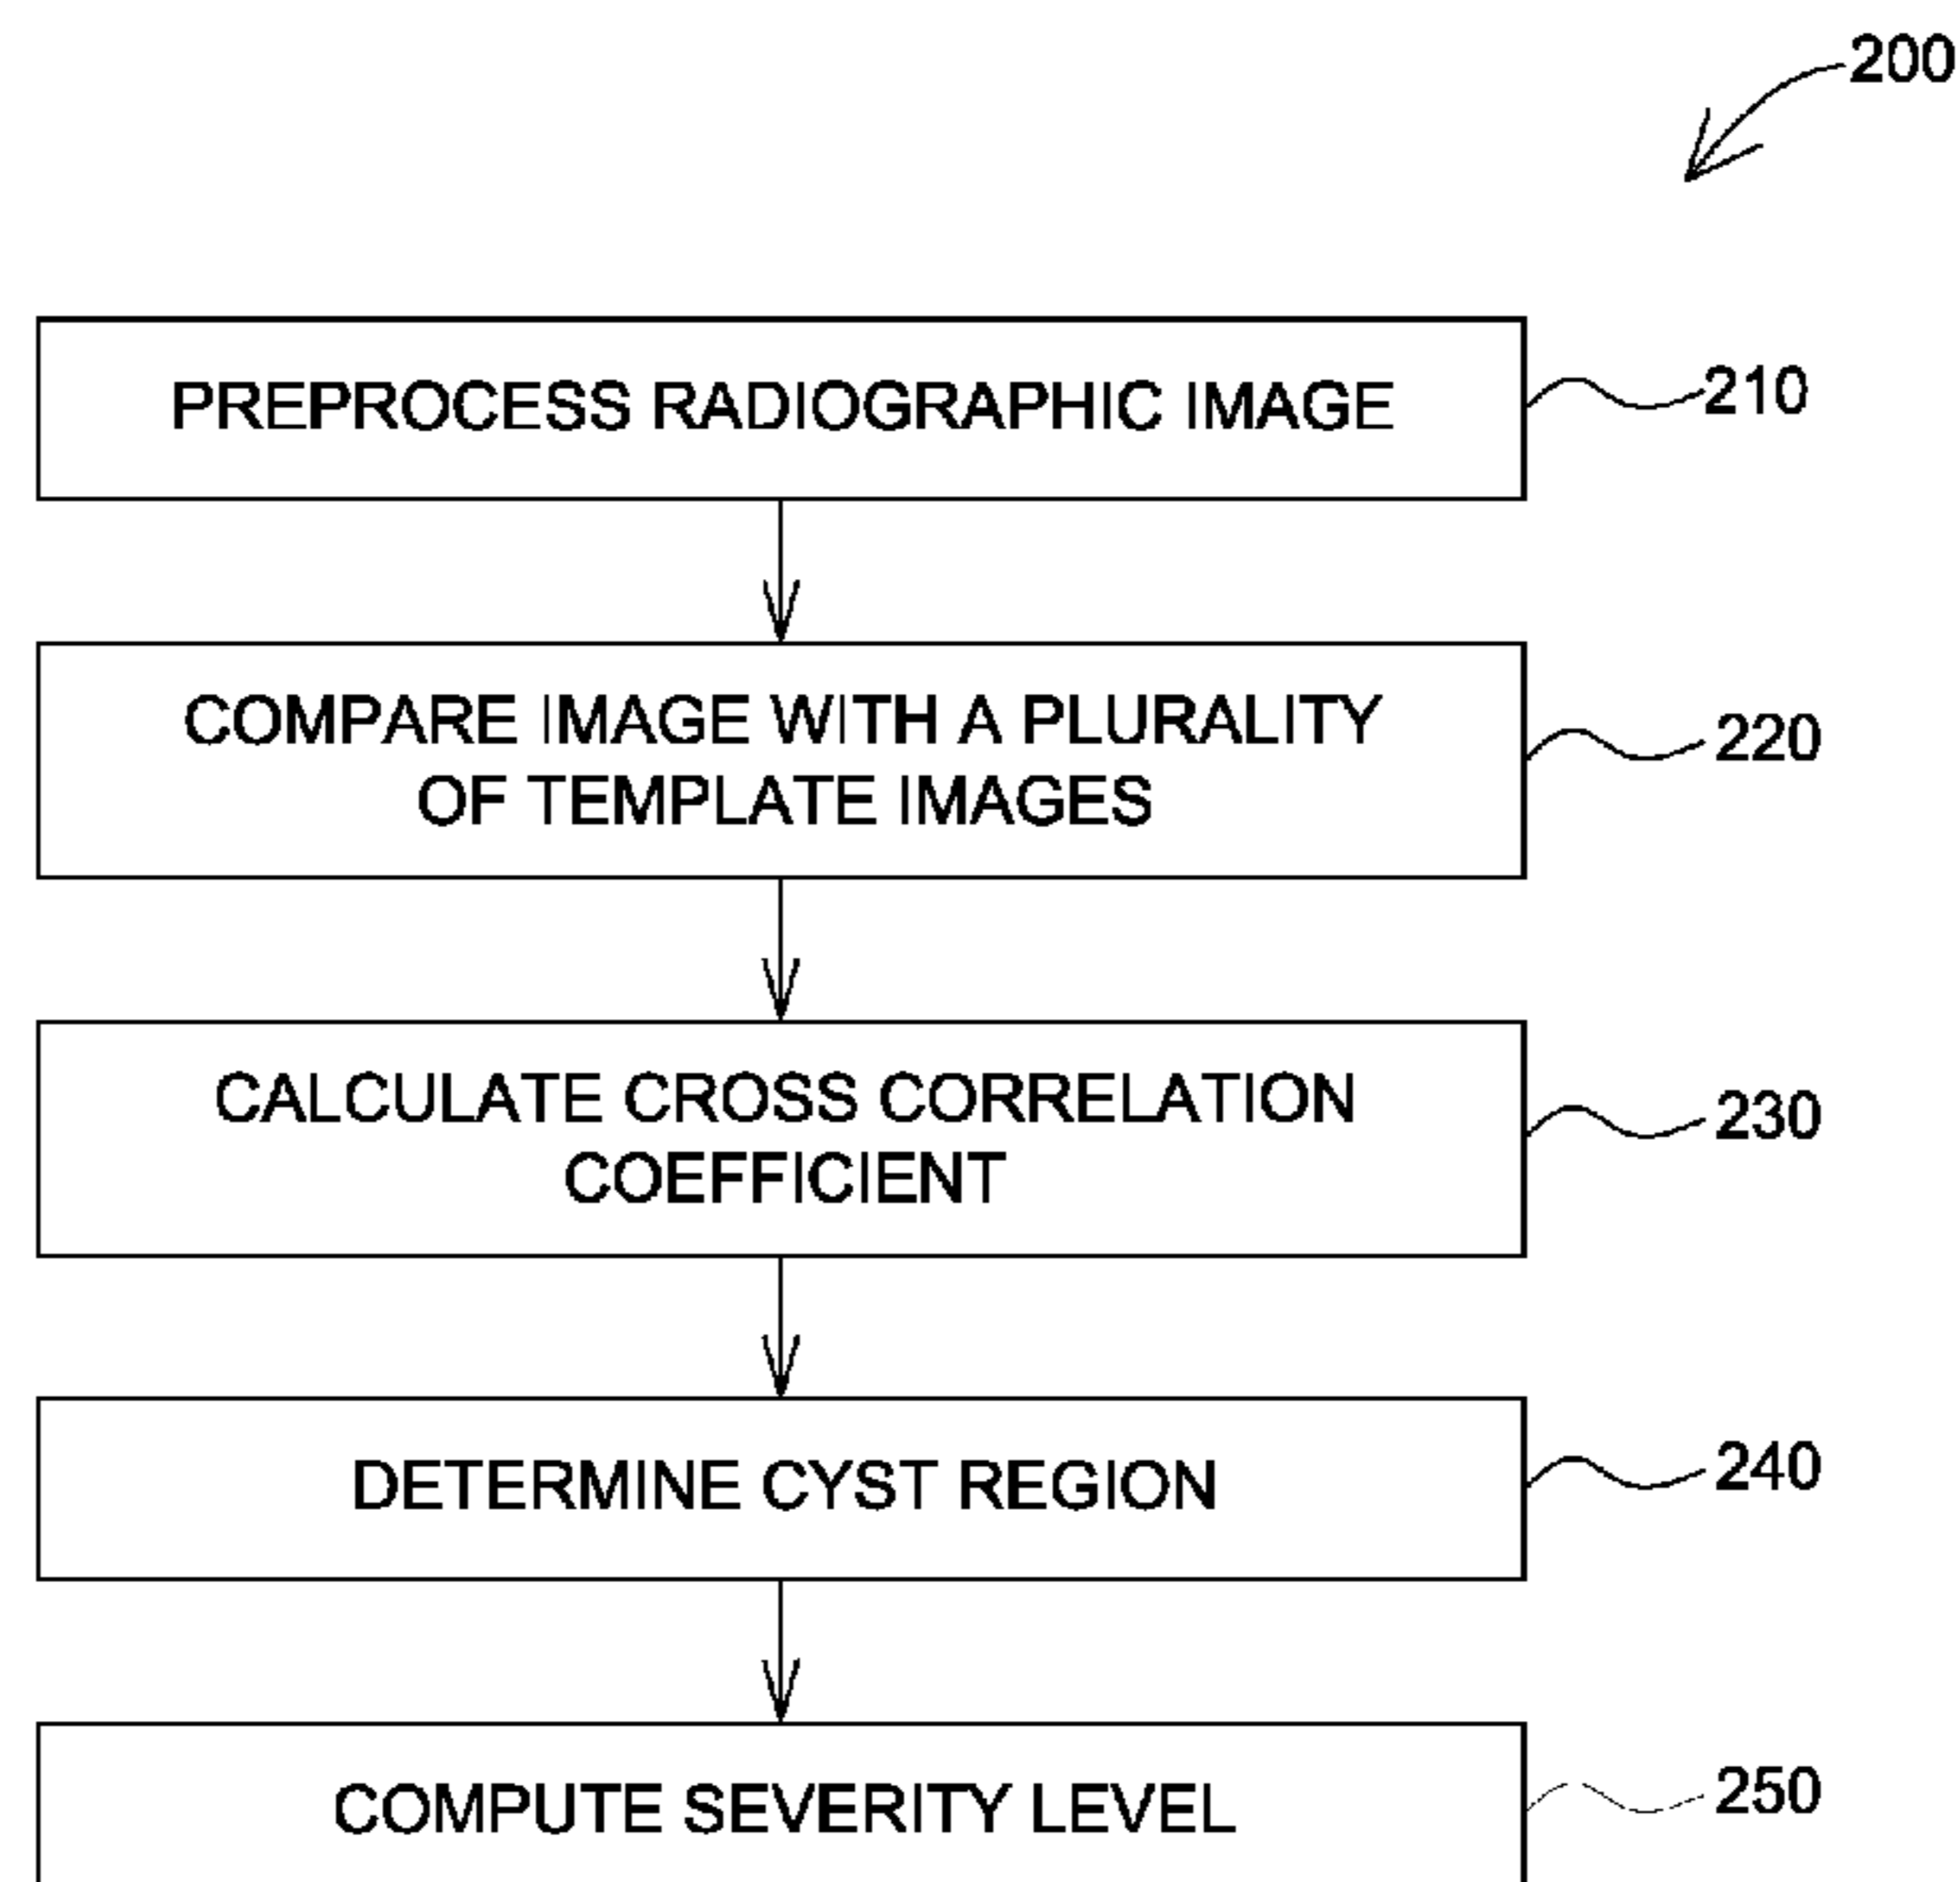 200
PREPROCESS RADIOGRAPHIC IMAGE
210
COMPARE IMAGE WITH A PLURALITY
OF TEMPLATE IMAGES
220
CALCULATE CROSS CORRELATION
COEFFICIENT
230
DETERMINE CYST REGION
240
COMPUTE SEVERITY LEVEL
250